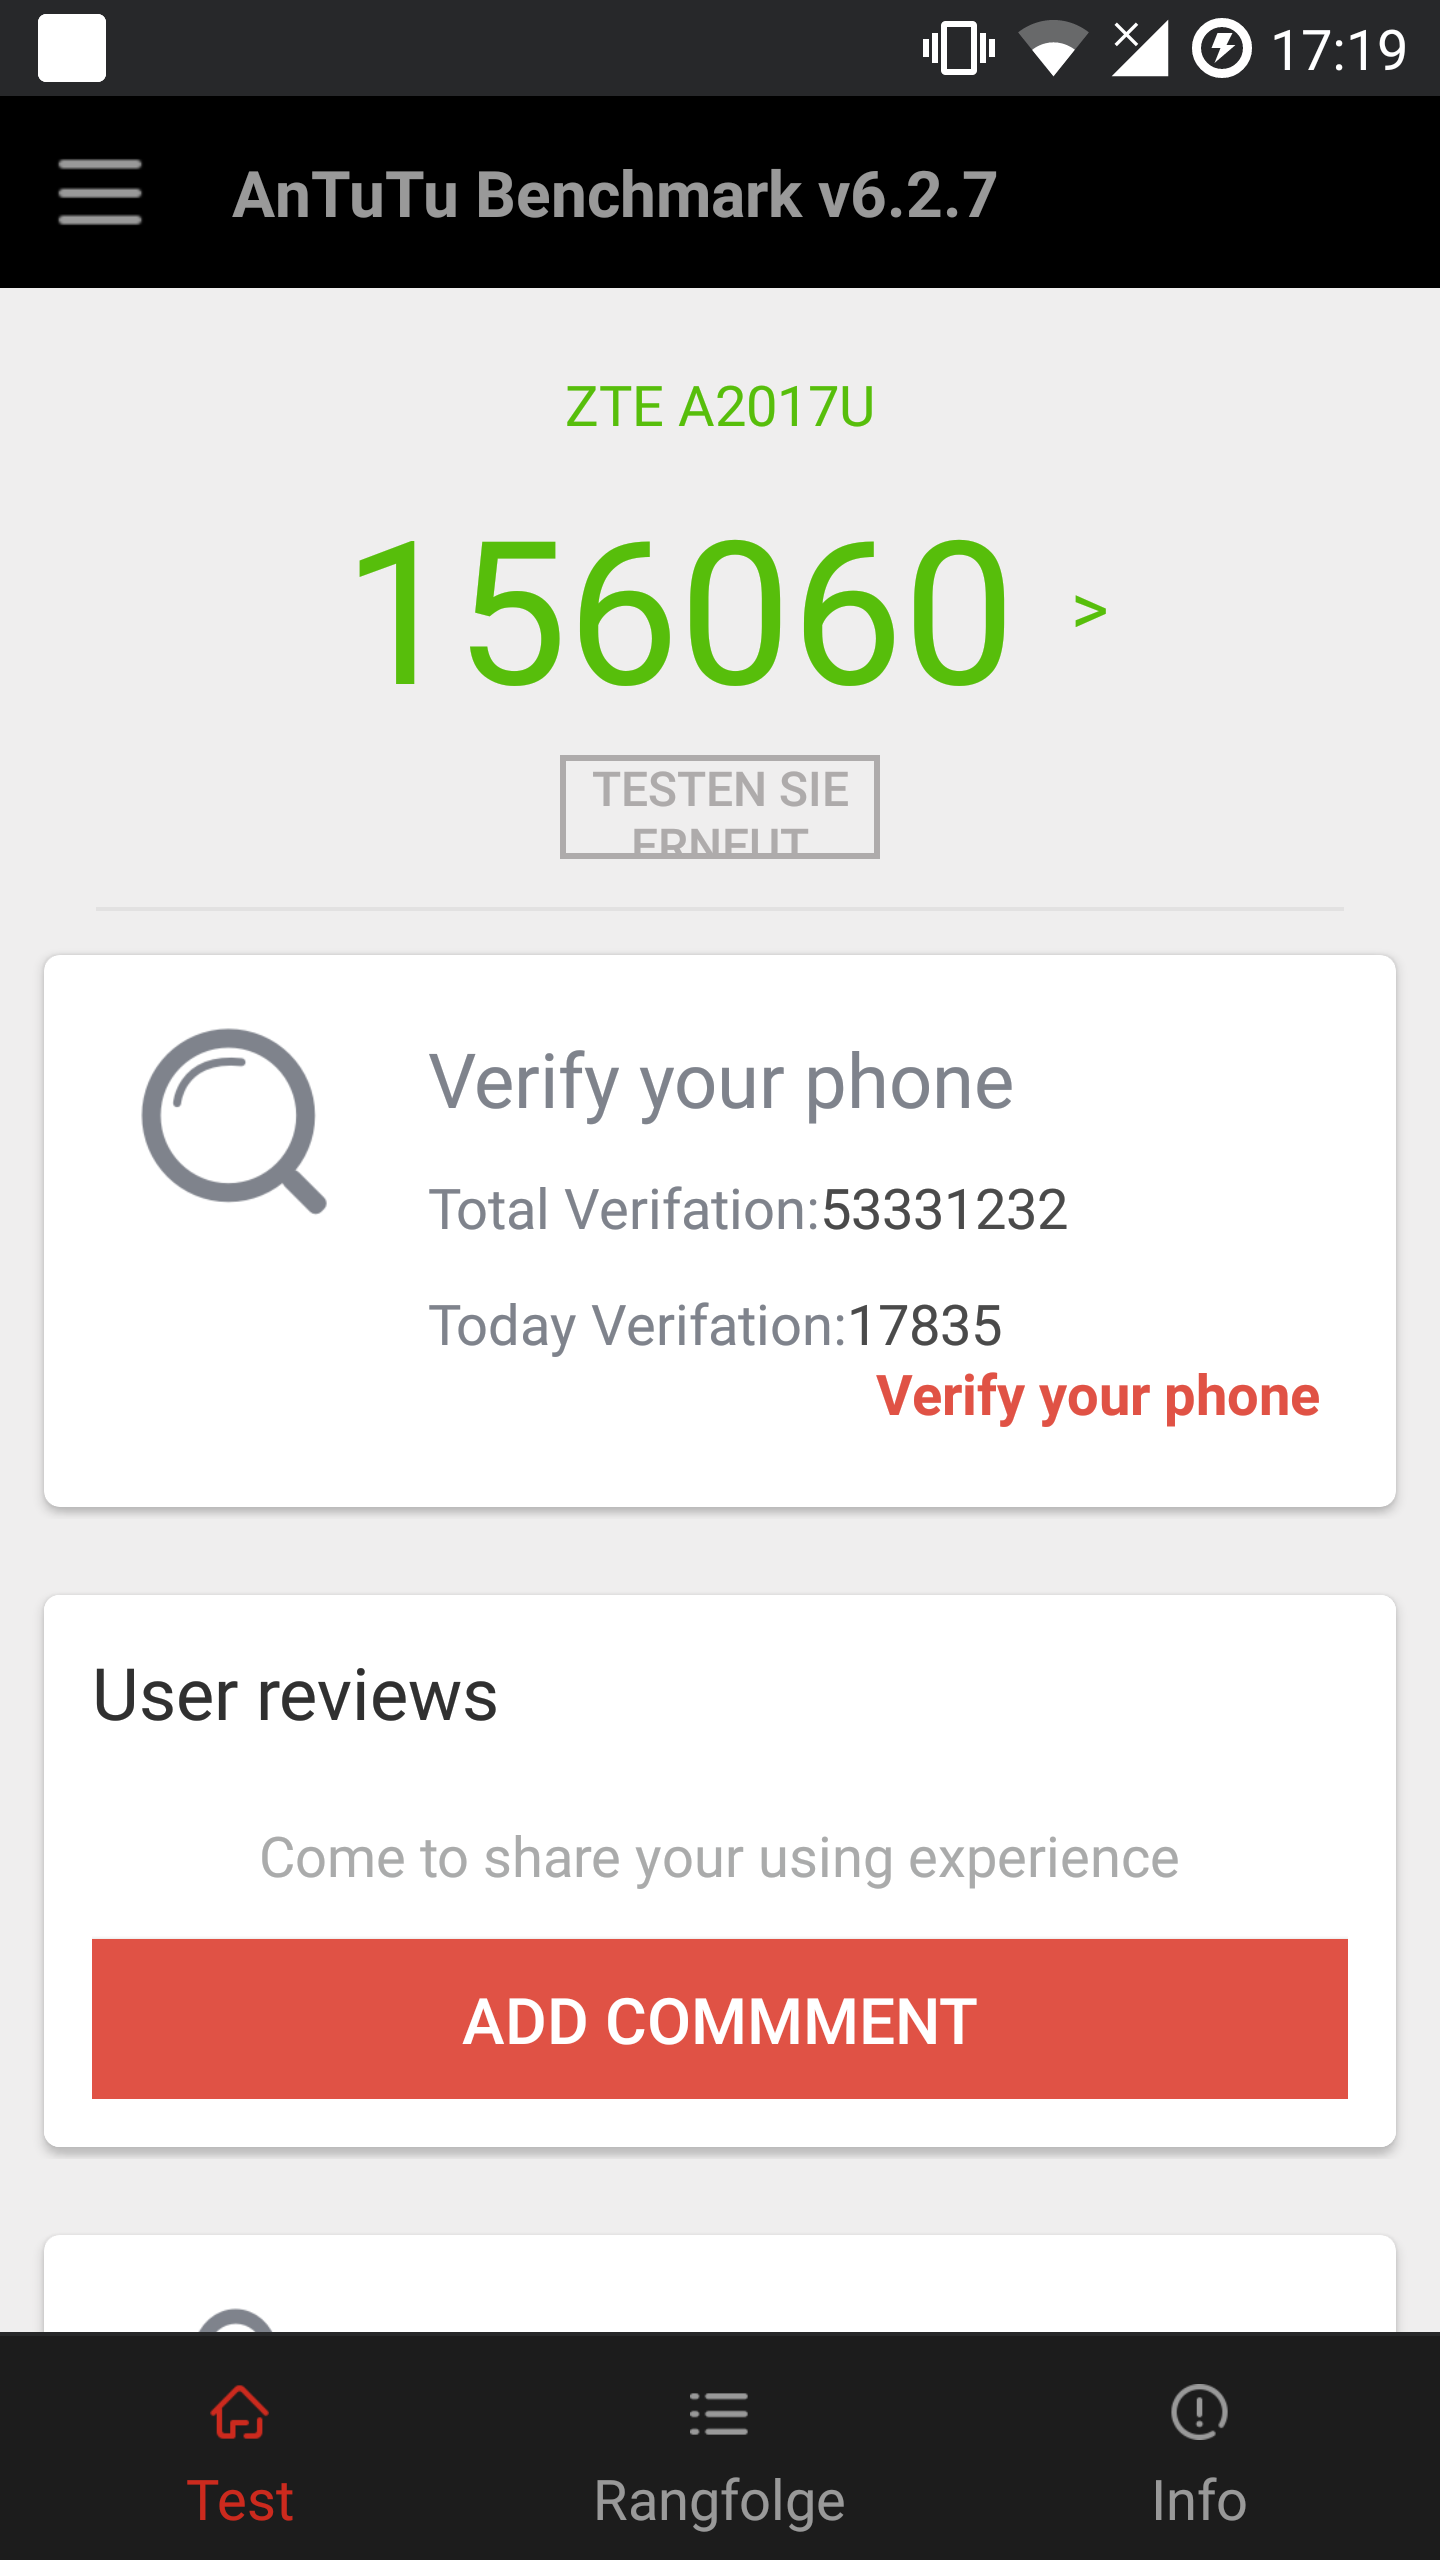 17:19
AnTuTu Benchmark v6.2.7
ZTE A2017U
156060 >
TESTEN SIE
ERNEUT
Verify your phone
Total Verifation:53331232
Today Verifation:17835
Verify your phone
User reviews
Come to share your using experience
ADD COMMMENT
Test
Rangfolge
Info